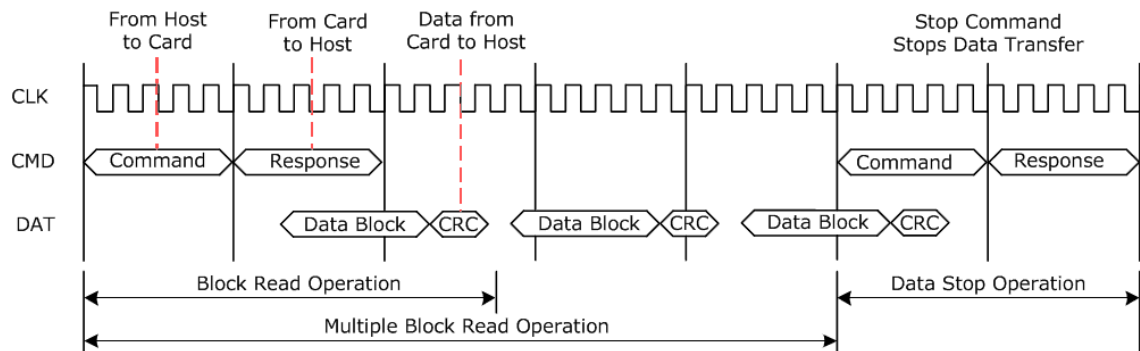 From Host
to Card
From Card
to Host
Data from
Card to Host
Stop Command
Stops Data Transfer
CLK
CMD
Command
Response
Command
Response
DAT
Data Block
CRC
Data Block
CRC
Data Block
CRC
Block Read Operation
Data Stop Operation
Multiple Block Read Operation